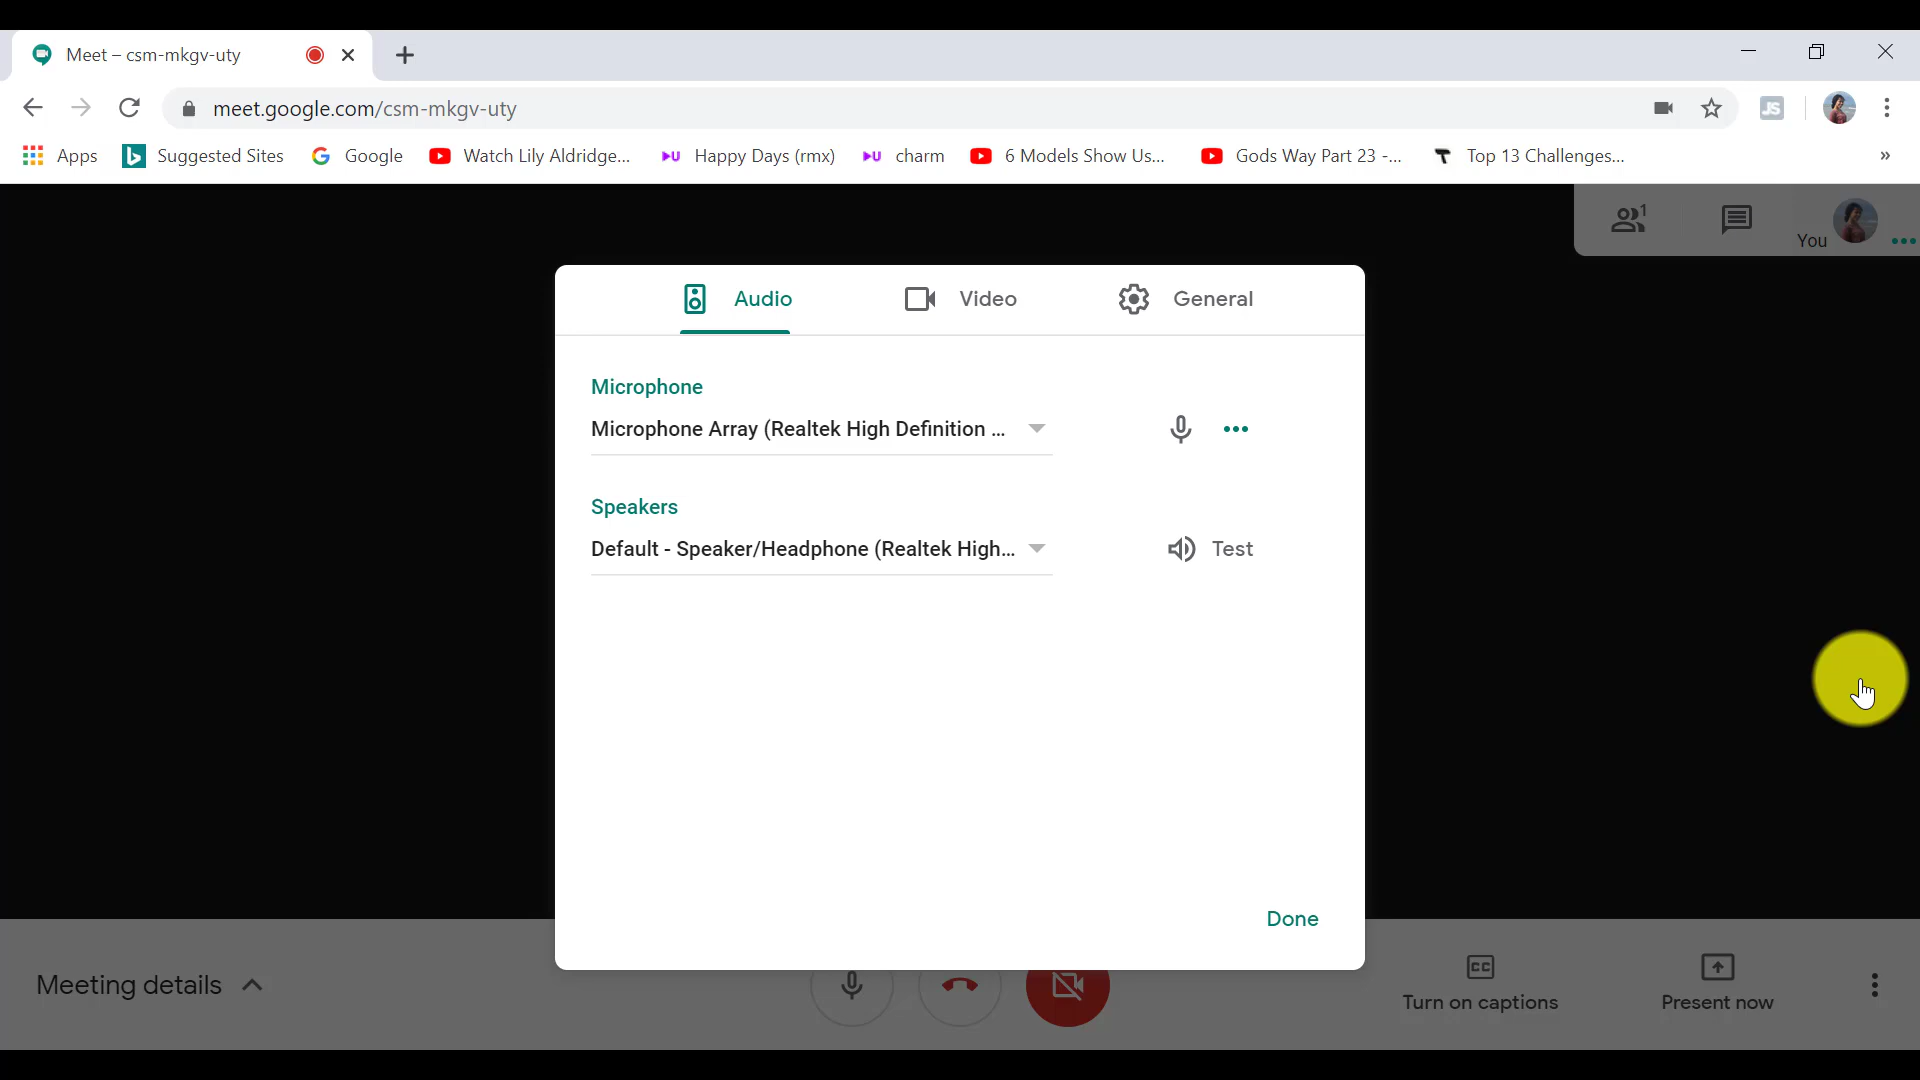 Meet – csm-mkgv-uty
meet.google.com/csm-mkgv-uty
JS
Apps Suggested Sites Google Watch Lily Aldridge... Happy Days (rmx) charm 6 Models Show Us... Gods Way Part 23 -... Top 13 Challenges... »
1
You
Audio Video General
Microphone
Microphone Array (Realtek High Definition ...
Speakers
Default - Speaker/Headphone (Realtek High... Test
Done
Meeting details
CC
Turn on captions Present now